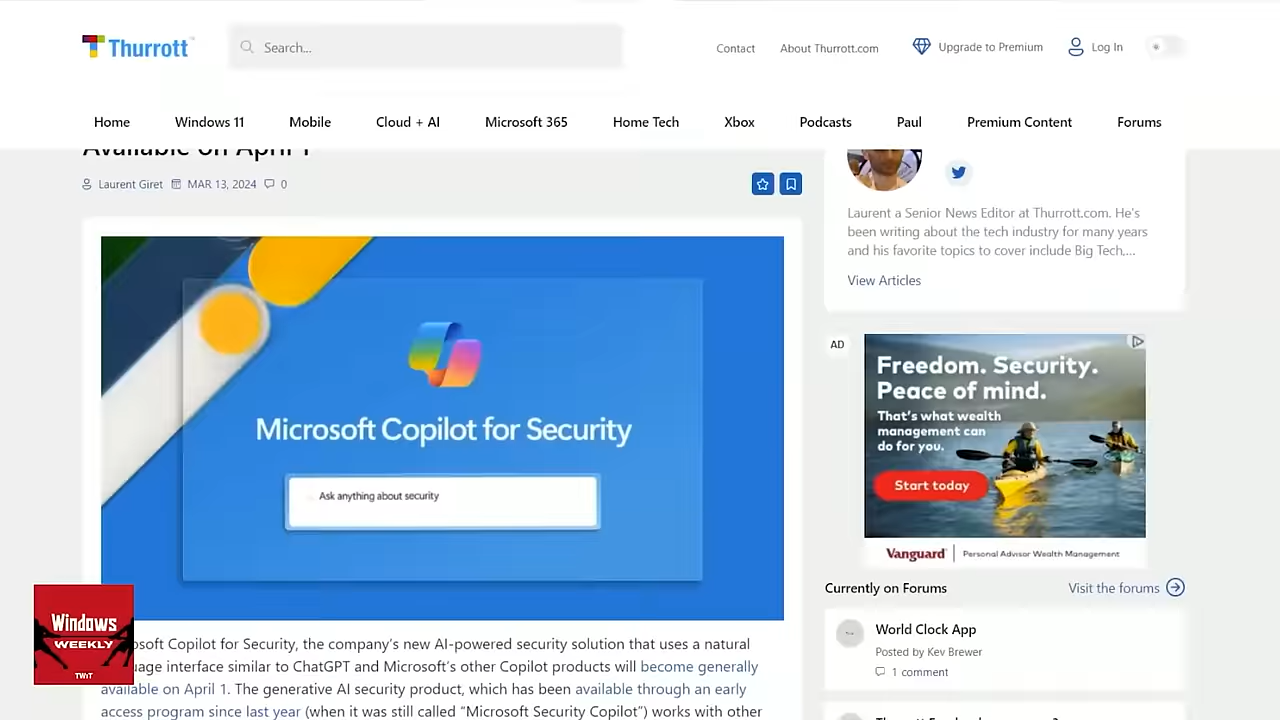 Thurrott
Search...
Contact
About Thurrott.com
Upgrade to Premium
Log In
Home
Windows 11
Mobile
Cloud + AI
Microsoft 365
Home Tech
Xbox
Podcasts
Paul
Premium Content
Forums
Available on April 1
Laurent Giret
MAR 13, 2024
0
Microsoft Copilot for Security
Ask anything about security
osoft Copilot for Security, the company's new AI-powered security solution that uses a natural
uage interface similar to ChatGPT and Microsoft's other Copilot products will become generally
available on April 1. The generative AI security product, which has been available through an early
access program since last year (when it was still called "Microsoft Security Copilot") works with other
Windows
WEEKLY
TWiT
Laurent a Senior News Editor at Thurrott.com. He's
been writing about the tech industry for many years
and his favorite topics to cover include Big Tech,...
View Articles
AD
Freedom. Security.
Peace of mind.
That's what wealth
management can
do for you.
Start today
Vanguard | Personal Advisor Wealth Management
Currently on Forums
Visit the forums
World Clock App
Posted by Kev Brewer
1 comment